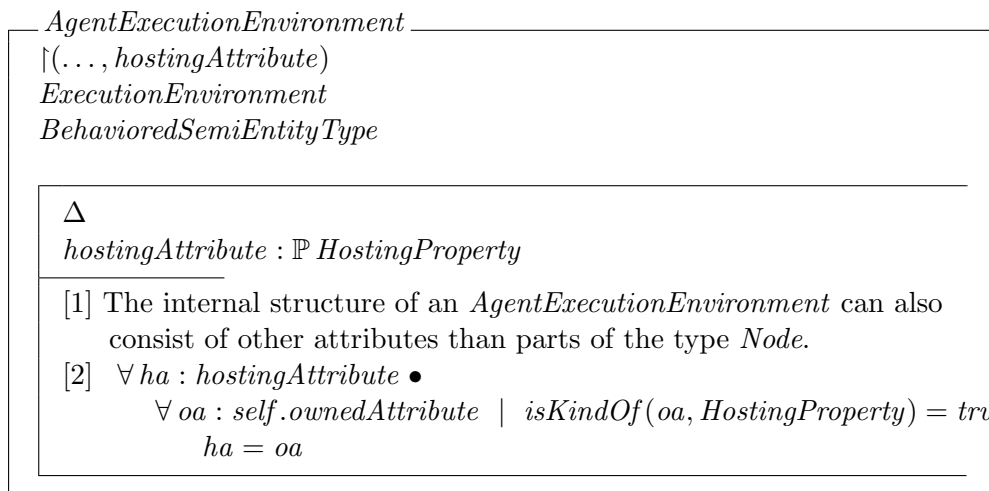 AgentExecutionEnvironment
↾(..., hostingAttribute)
ExecutionEnvironment
BehavioredSemiEntityType
Δ
hostingAttribute : ℙ HostingProperty
[1] The internal structure of an AgentExecutionEnvironment can also
consist of other attributes than parts of the type Node.
[2] ∀ ha : hostingAttribute •
∀ oa : self.ownedAttribute | isKindOf(oa, HostingProperty) =
ha = oa